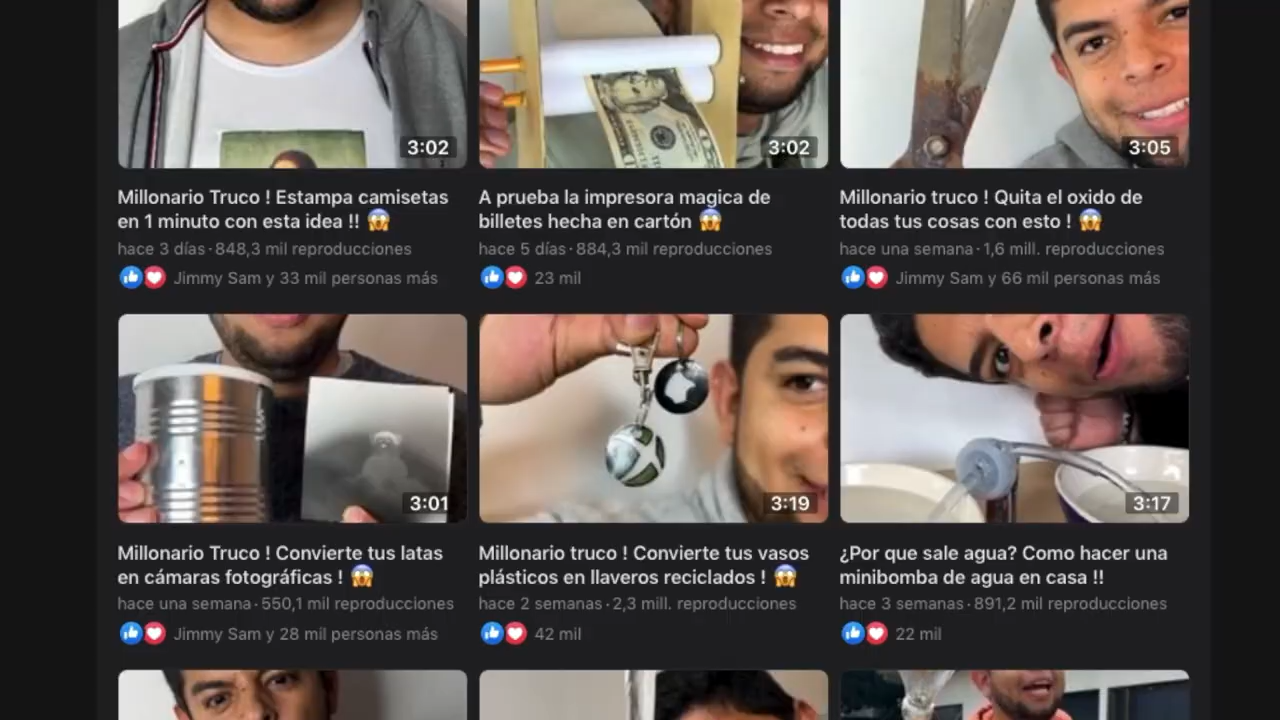 3:02
3:02
3:05
Millonario Truco ! Estampa camisetas
en 1 minuto con esta idea !! 😱
hace 3 días · 848,3 mil reproducciones
Jimmy Sam y 33 mil personas más
A prueba la impresora magica de
billetes hecha en cartón 😱
hace 5 días · 884,3 mil reproducciones
23 mil
Millonario truco ! Quita el oxido de
todas tus cosas con esto ! 😱
hace una semana · 1,6 mill. reproducciones
Jimmy Sam y 66 mil personas más
3:01
3:19
3:17
Millonario Truco ! Convierte tus latas
en cámaras fotográficas ! 😱
hace una semana · 550,1 mil reproducciones
Jimmy Sam y 28 mil personas más
Millonario truco ! Convierte tus vasos
plásticos en llaveros reciclados ! 😱
hace 2 semanas · 2,3 mill. reproducciones
42 mil
¿Por que sale agua? Como hacer una
minibomba de agua en casa !!
hace 3 semanas · 891,2 mil reproducciones
22 mil